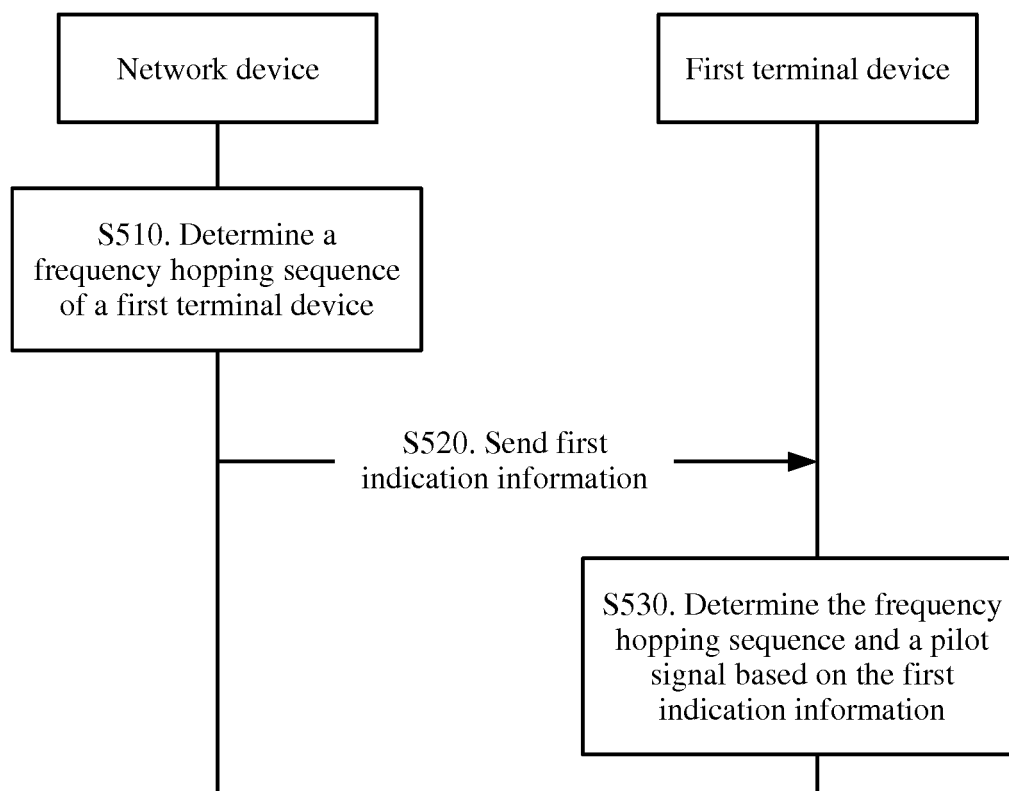 Network device
First terminal device
S510. Determine a
frequency hopping sequence
of a first terminal device
S520. Send first
indication information
S530. Determine the frequency
hopping sequence and a pilot
signal based on the first
indication information